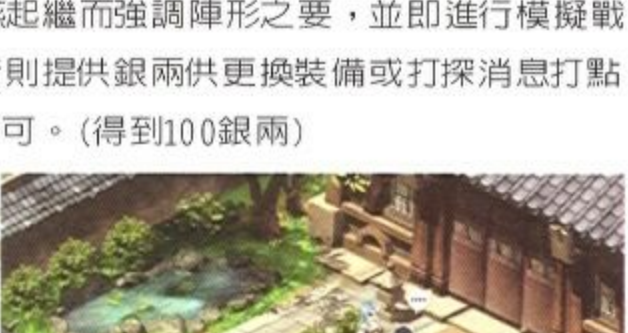 起繼而強調陣形之要，並即進行模擬戰
則提供銀兩供更換裝備或打探消息打點
可。(得到100銀兩)